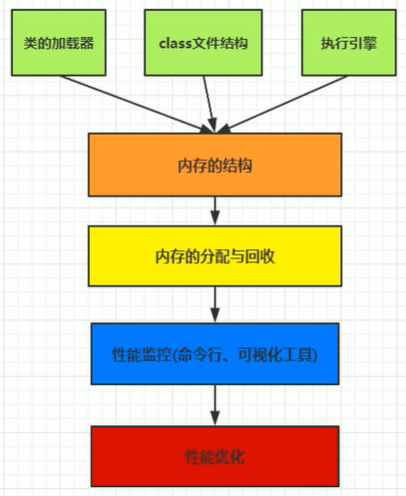 类的加载器
class文件结构
执行引擎
内存的结构
内存的分配与回收
性能监控(命令行、可视化工具)
性能优化